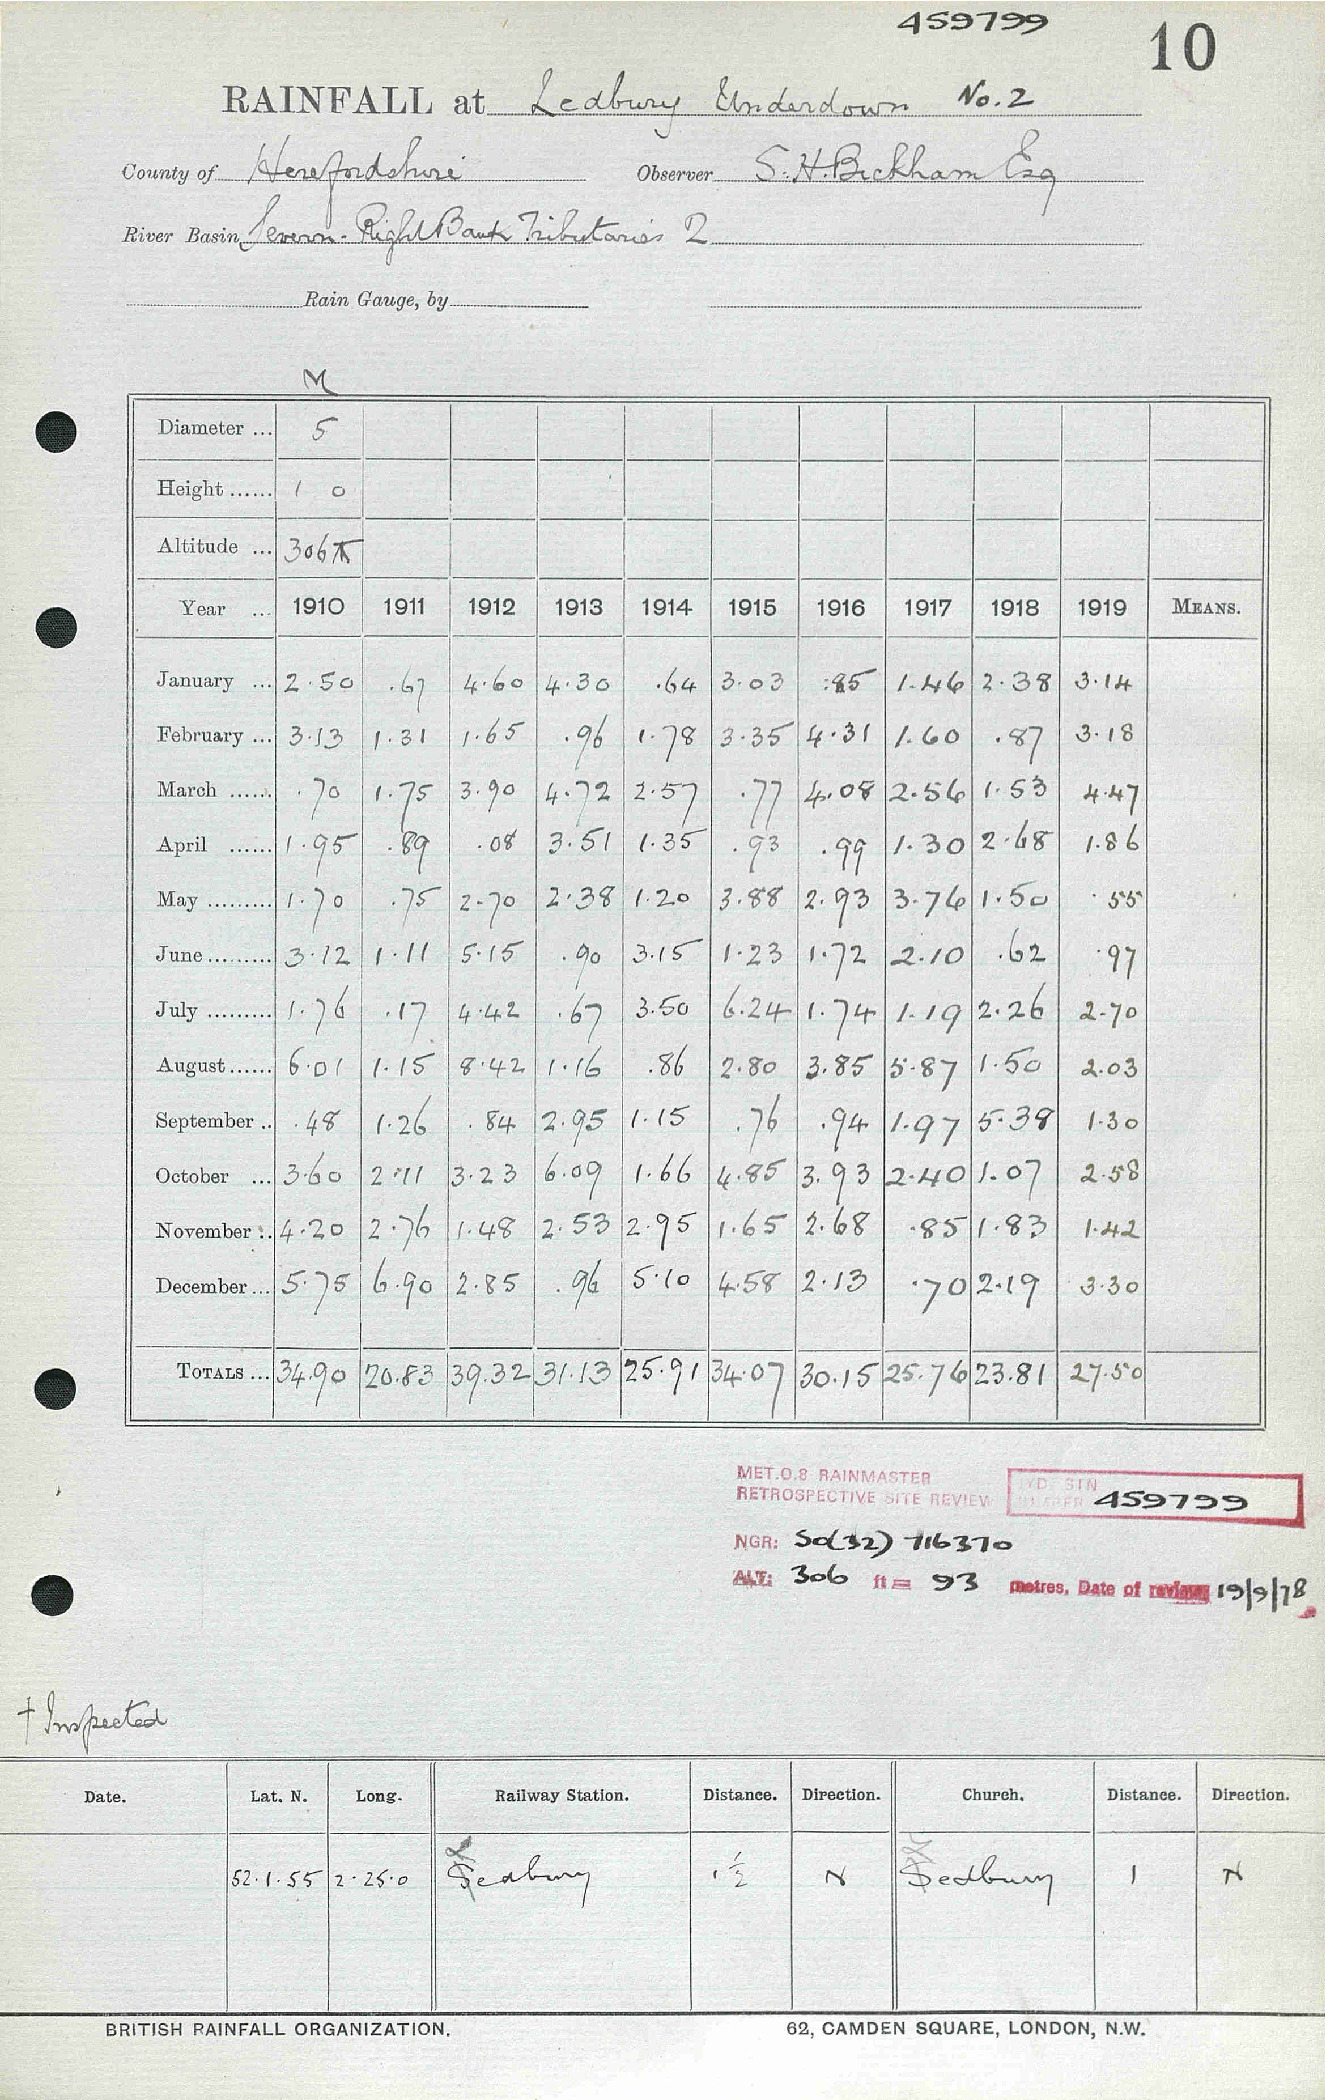 459799
10
RAINFALL at Ledbury Underdown No. 2
County of Herefordshire Observer S. H. Bickham Esq
River Basin Severn - Right Bank Tributaries 2
Rain Gauge, by
M
Diameter ... 5
Height ...... 1 0
Altitude ... 306
Year ... 1910 1911 1912 1913 1914 1915 1916 1917 1918 1919 MEANS.
January ... 2.50 .67 4.60 4.30 .64 3.03 .85 1.46 2.38 3.14
February ... 3.13 1.31 1.65 .96 1.78 3.35 4.31 1.60 .87 3.18
March ...... .70 1.75 3.90 4.72 2.57 .77 4.08 2.56 1.53 4.47
April ...... 1.95 .89 .08 3.51 1.35 .93 .99 1.30 2.68 1.86
May ......... 1.70 .75 2.70 2.38 1.20 3.88 2.93 3.76 1.50 .55
June ......... 3.12 1.11 5.15 .90 3.15 1.23 1.72 2.10 .62 .97
July ......... 1.76 .17 4.42 .67 3.50 6.24 1.74 1.19 2.26 2.70
August ...... 6.01 1.15 8.42 1.16 .86 2.80 3.85 5.87 1.50 2.03
September .. .48 1.26 .84 2.95 1.15 .76 .94 1.97 5.38 1.30
October ... 3.60 2.11 3.23 6.09 1.66 4.85 3.93 2.40 1.07 2.58
November .. 4.20 2.76 1.48 2.53 2.95 1.65 2.68 .85 1.83 1.42
December ... 5.75 6.90 2.85 .96 5.10 4.58 2.13 .70 2.19 3.30
TOTALS ... 34.90 20.83 39.32 31.13 25.91 34.07 30.15 25.76 23.81 27.50
MET.O.8 RAINMASTER
RETROSPECTIVE SITE REVIEW
HYD. STN NUMBER 459799
NGR: SO(32) 716370
ALT: 306 ft = 93 metres. Date of review 19/9/78
† Inspected
Date. Lat. N. Long. Railway Station. Distance. Direction. Church. Distance. Direction.
52.1.55 2.25.0 Ledbury 1 1/2 N Ledbury 1 N
BRITISH RAINFALL ORGANIZATION. 62, CAMDEN SQUARE, LONDON, N.W.